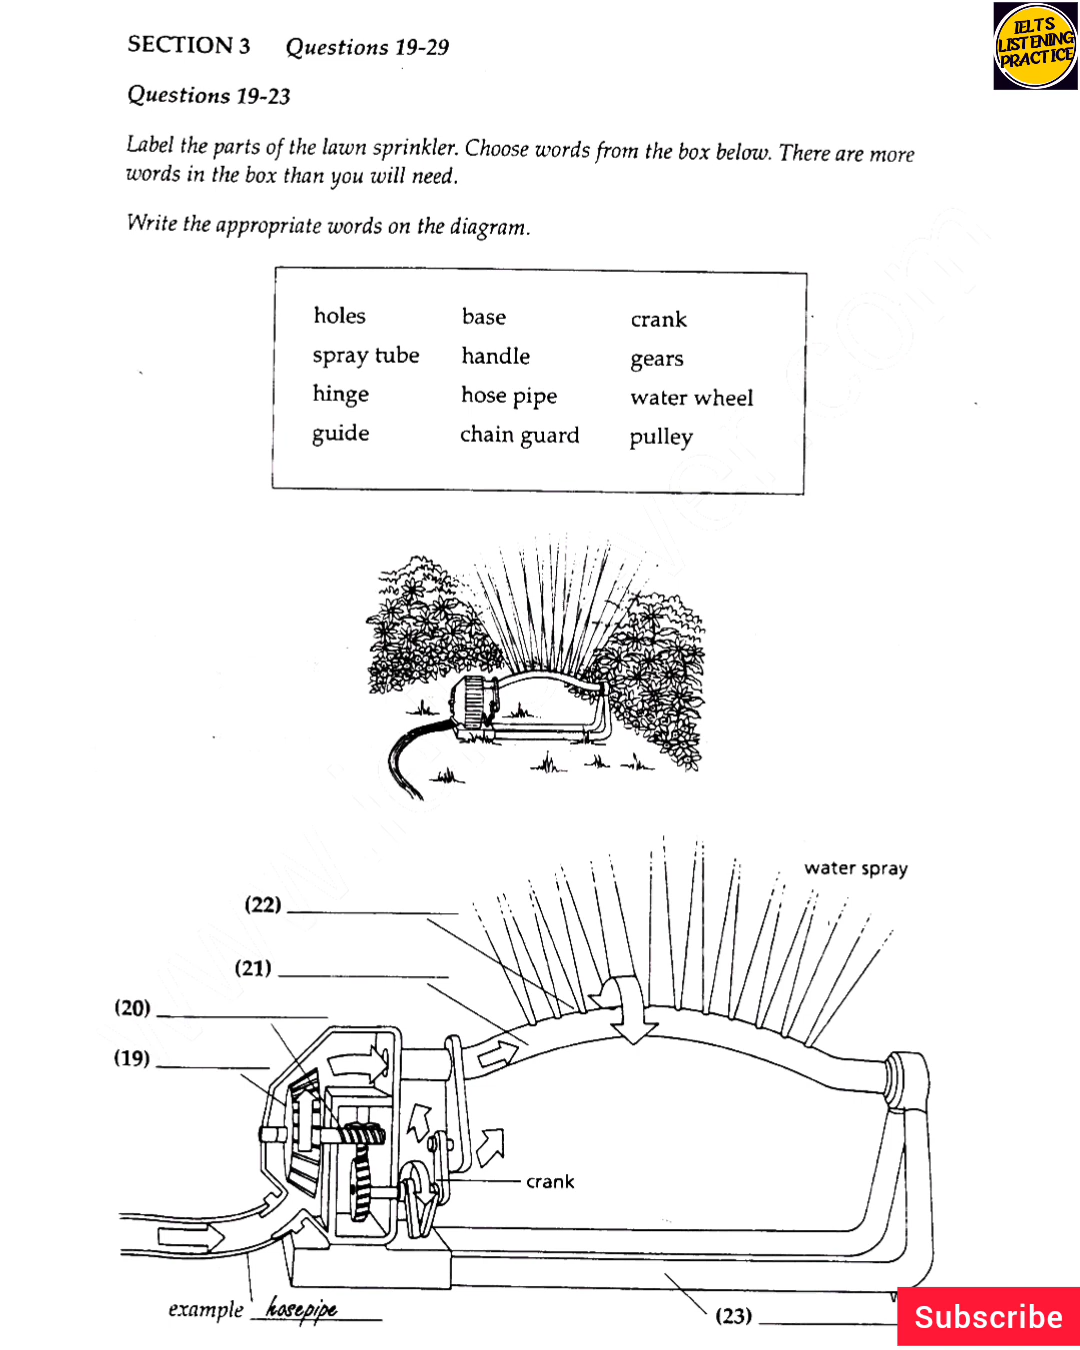 IELTS
LISTENING
PRACTICE
SECTION 3 Questions 19-29
Questions 19-23
Label the parts of the lawn sprinkler. Choose words from the box below. There are more
words in the box than you will need.
Write the appropriate words on the diagram.
holes base crank
spray tube handle gears
hinge hose pipe water wheel
guide chain guard pulley
water spray
(22)
(21)
(20)
(19)
crank
example hosepipe
(23)
Subscribe